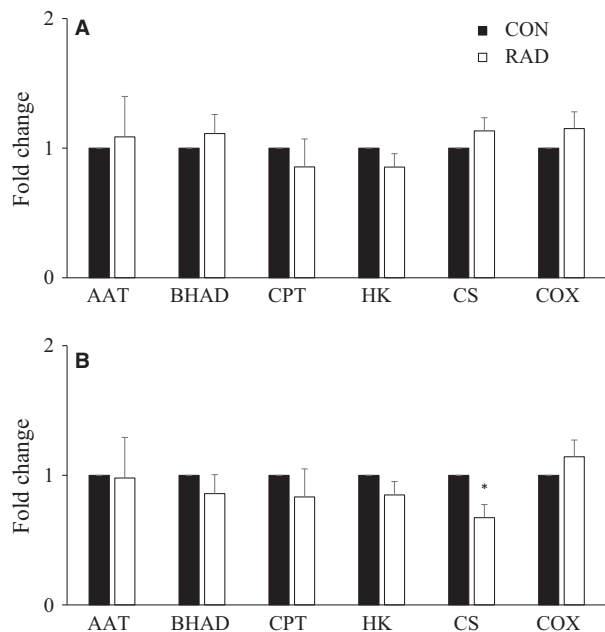 A
CON
RAD
Fold change
2
1
0
AAT BHAD CPT HK CS COX
B
Fold change
2
1
0
*
AAT BHAD CPT HK CS COX